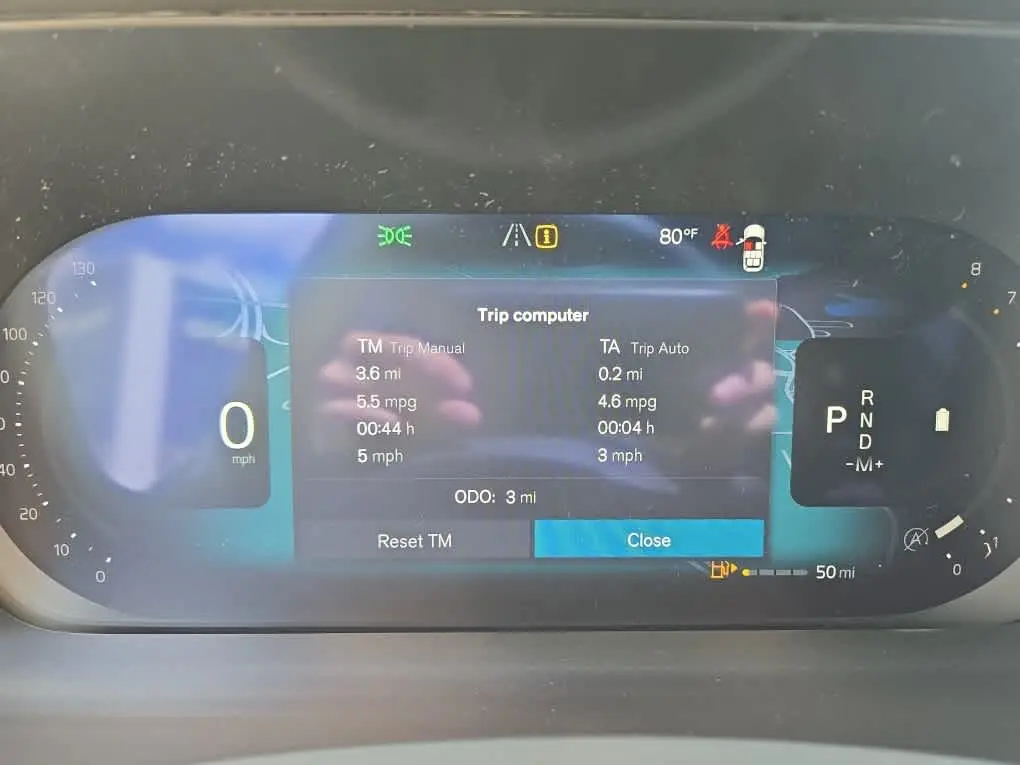 80°F
130
120
100
0
0
40
20
10
0
0
mph
Trip computer
TM Trip Manual
3.6 mi
5.5 mpg
00:44 h
5 mph
TA Trip Auto
0.2 mi
4.6 mpg
00:04 h
3 mph
ODO: 3 mi
Reset TM
Close
P
R
N
D
-M+
8
7
1
0
A
50 mi